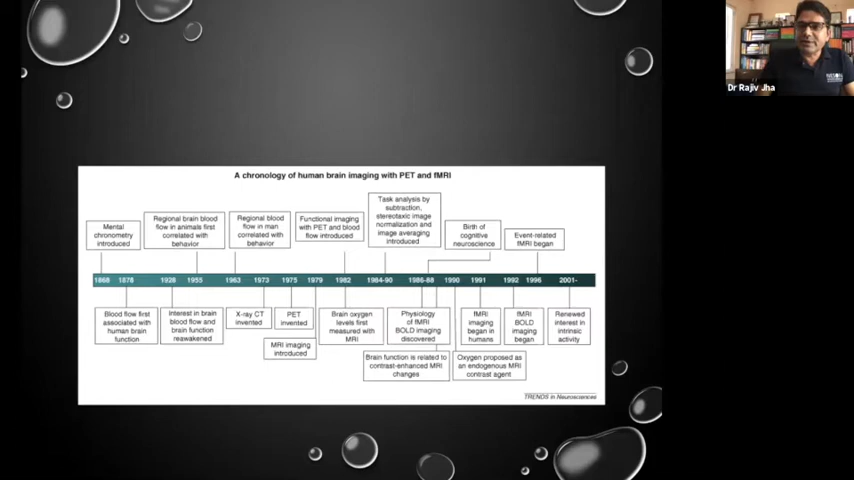 Dr Rajiv Jha
A chronology of human brain imaging with PET and fMRI
Mental
chronometry
introduced
Regional brain blood
flow in animals first
correlated with
behavior
Regional blood
flow in man
correlated with
behavior
Functional imaging
with PET and blood
flow introduced
Task analysis by
subtraction,
stereotaxic image
normalization and
image averaging
introduced
Birth of
cognitive
neuroscience
Event-related
fMRI began
1868 1878 1928 1955 1963 1973 1975 1979 1982 1984-90 1986-88 1990 1991 1992 1996 2001-
Blood flow first
associated with
human brain
function
Interest in brain
blood flow and
brain function
reawakened
X-ray CT
invented
PET
invented
MRI imaging
introduced
Brain oxygen
levels first
measured with
MRI
Physiology
of fMRI
BOLD imaging
discovered
Brain function is related to
contrast-enhanced MRI
changes
fMRI
imaging
began in
humans
Oxygen proposed as
an endogenous MRI
contrast agent
fMRI
BOLD
imaging
began
Renewed
interest in
intrinsic
activity
TRENDS in Neurosciences